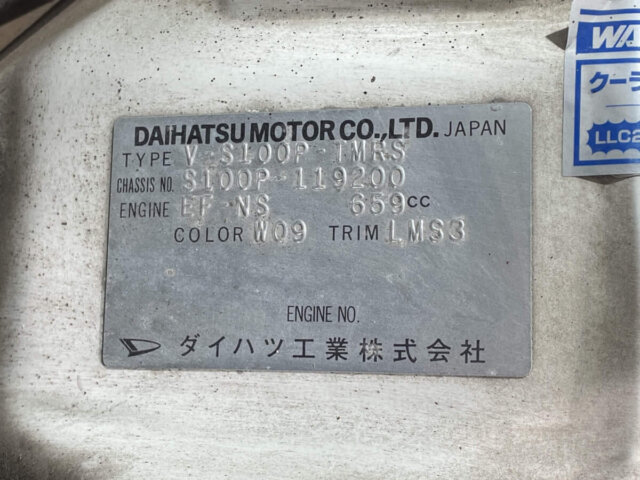 DAIHATSU MOTOR CO.,LTD. JAPAN
TYPE V-S100P-TMRS
CHASSIS NO. S100P-119200
ENGINE EF-NS 659cc
COLOR W09 TRIM LMS3
ENGINE NO.
ダイハツ工業株式会社
LLC2